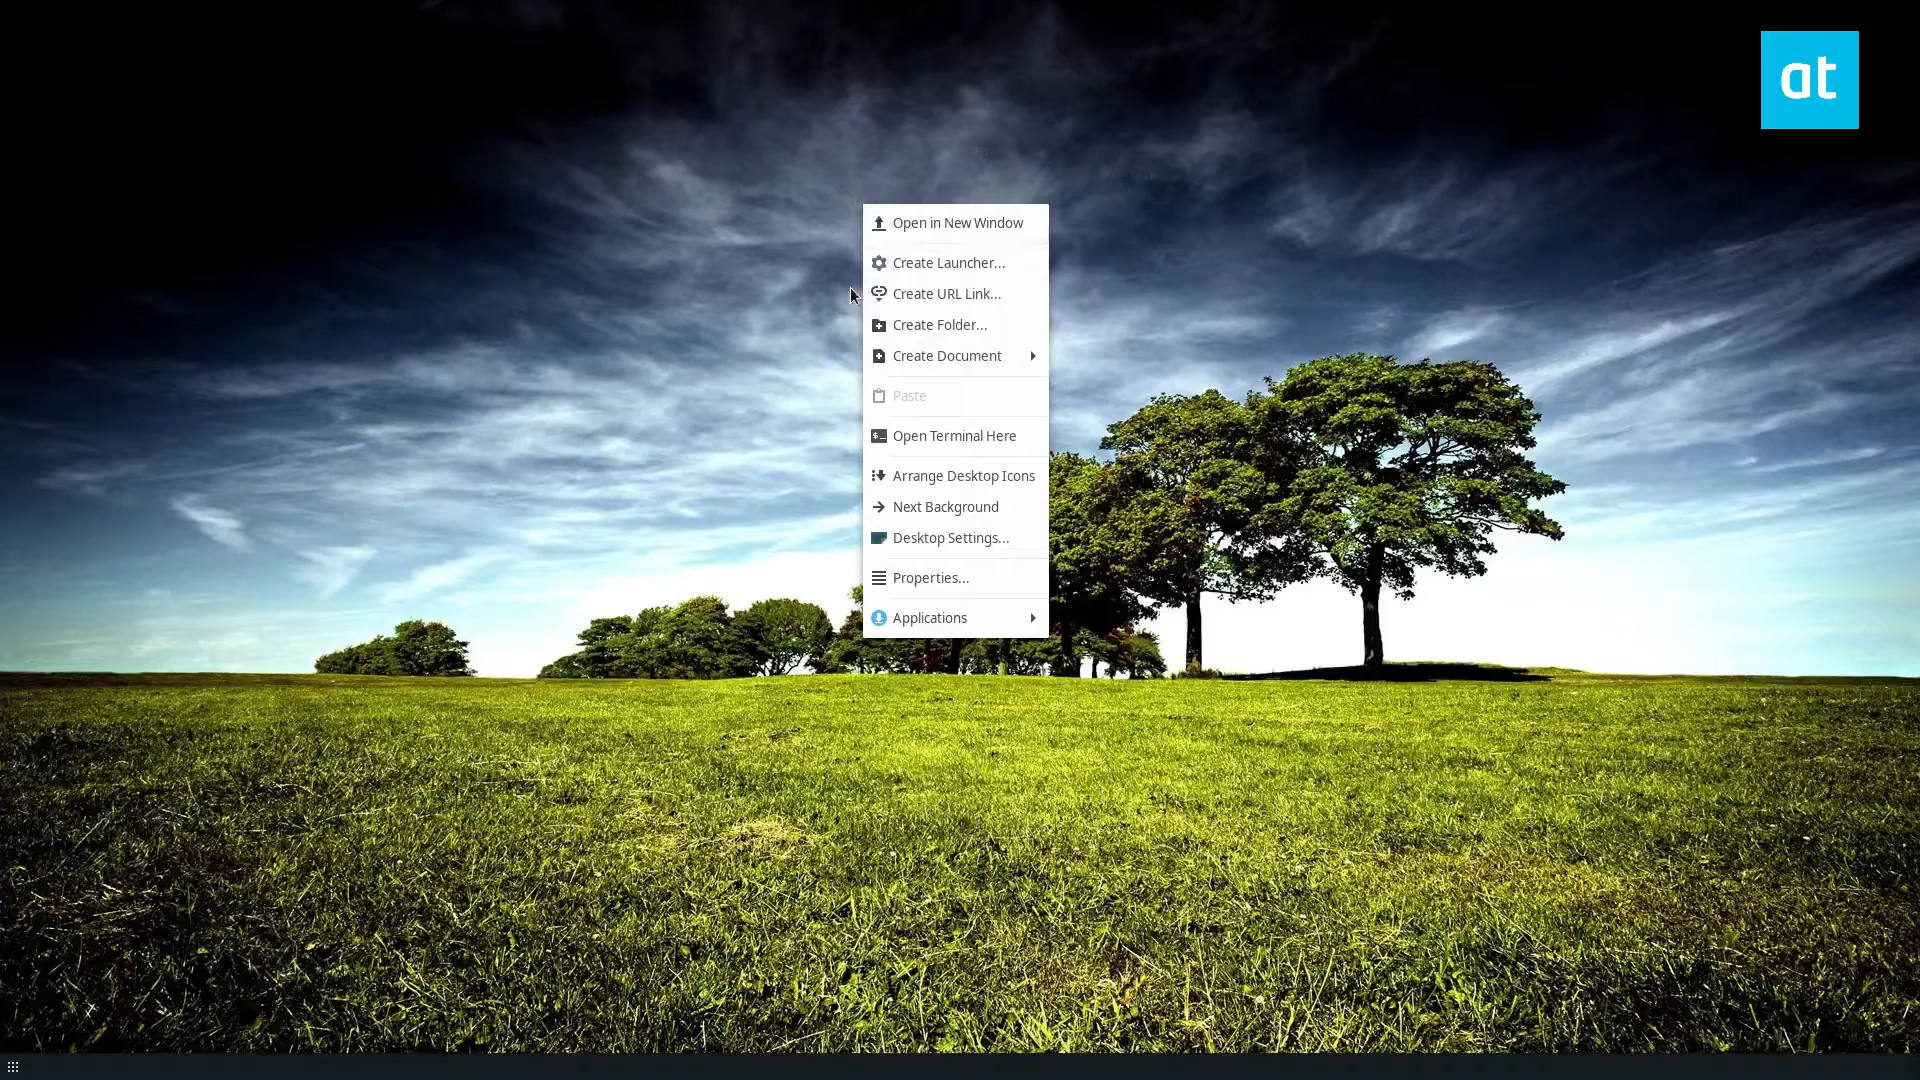 at
Open in New Window
Create Launcher...
Create URL Link...
Create Folder...
Create Document
Paste
Open Terminal Here
Arrange Desktop Icons
Next Background
Desktop Settings...
Properties...
Applications